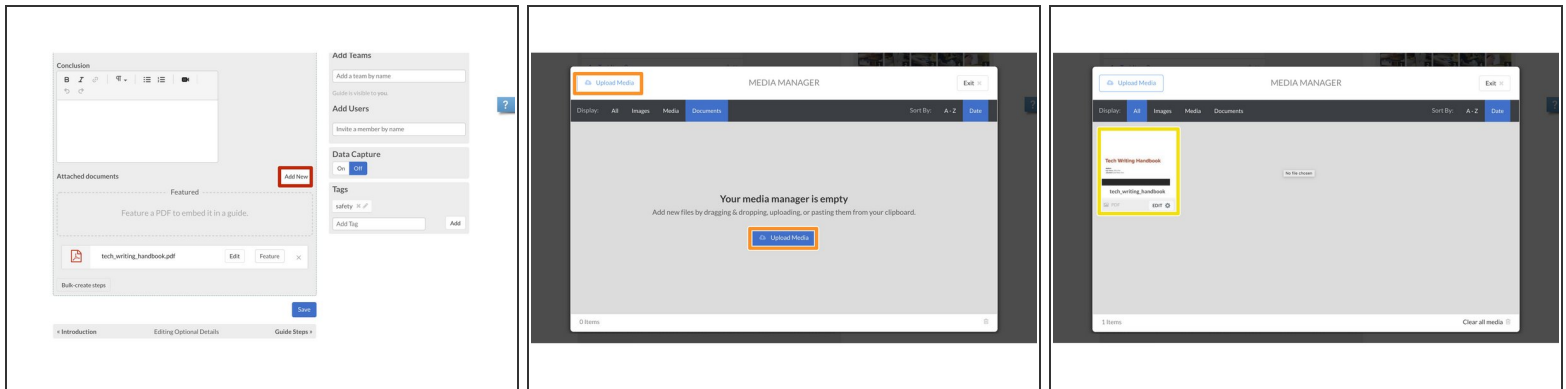 Conclusion
B I
Attached documents
Add New
Featured
Feature a PDF to embed it in a guide.
tech_writing_handbook.pdf
Edit
Feature
×
Bulk-create steps
Save
« Introduction
Editing Optional Details
Guide Steps »
Add Teams
Add a team by name
Guide is visible to you.
Add Users
Invite a member by name
Data Capture
On Off
Tags
safety ×
Add Tag
Add
?
Upload Media
MEDIA MANAGER
Exit ×
Display: All Images Media Documents
Sort By: A - Z Date
Your media manager is empty
Add new files by dragging & dropping, uploading, or pasting them from your clipboard.
Upload Media
0 Items
?
Upload Media
MEDIA MANAGER
Exit ×
Display: All Images Media Documents
Sort By: A - Z Date
Tech Writing Handbook
tech_writing_handbook
PDF
EDIT
No file chosen
1 Items
Clear all media
?